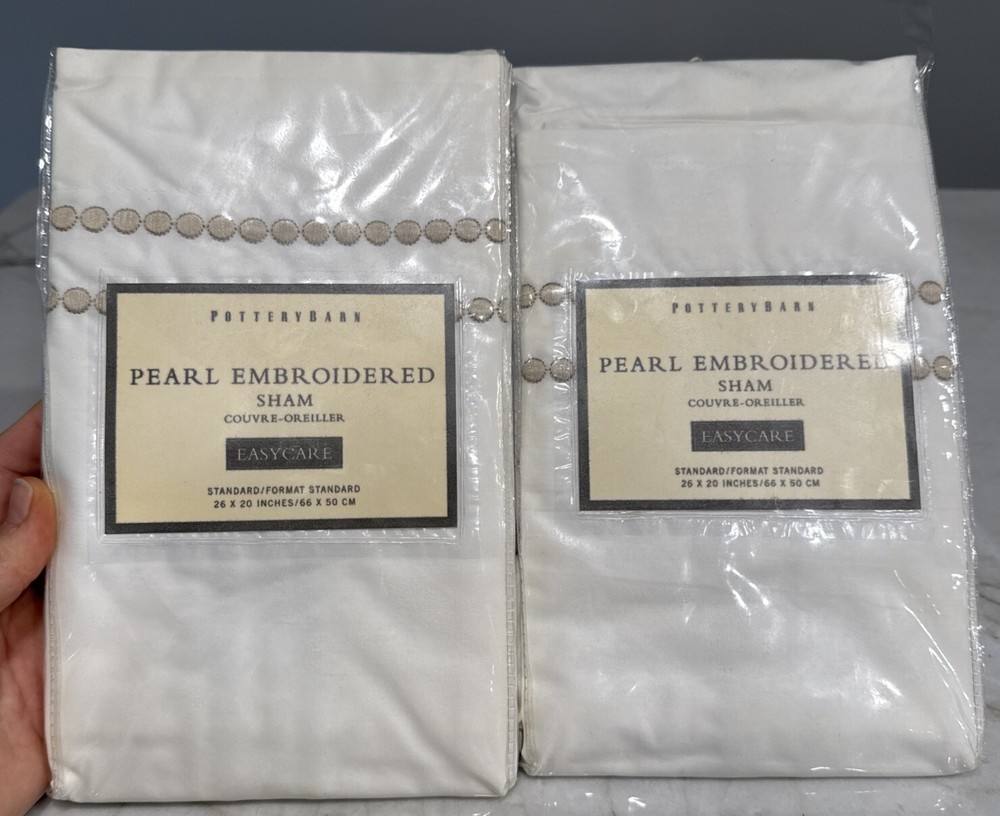 POTTERYBARN
PEARL EMBROIDERED
SHAM
COUVRE-OREILLER
EASYCARE
STANDARD/FORMAT STANDARD
26 X 20 INCHES/66 X 50 CM
POTTERYBARN
PEARL EMBROIDERED
SHAM
COUVRE-OREILLER
EASYCARE
STANDARD/FORMAT STANDARD
26 X 20 INCHES/66 X 50 CM